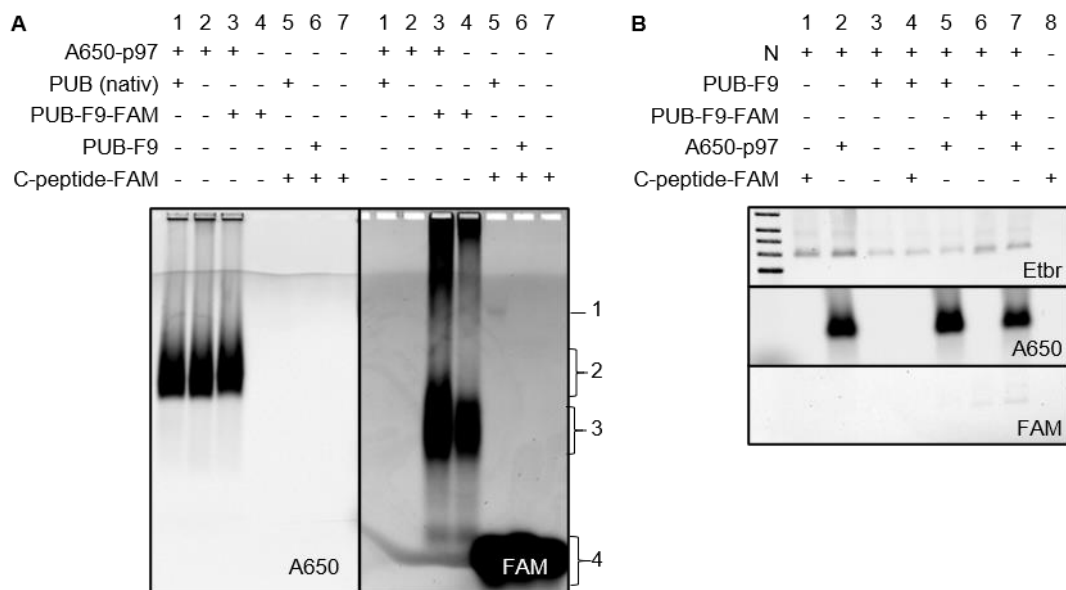 A
1 2 3 4 5 6 7 1 2 3 4 5 6 7
A650-p97 + + + - - - - + + + - - - -
PUB (nativ) + - - - + - - + - - - + - -
PUB-F9-FAM - - + + - - - - - + + - - -
PUB-F9 - - - - - + - - - - - - + -
C-peptide-FAM - - - - + + + - - - - + + +
1
2
3
4
A650
FAM
B
1 2 3 4 5 6 7 8
N + + + + + + + -
PUB-F9 - - + + + - - -
PUB-F9-FAM - - - - - + + -
A650-p97 - + - - + - + -
C-peptide-FAM + - - + - - - +
Etbr
A650
FAM